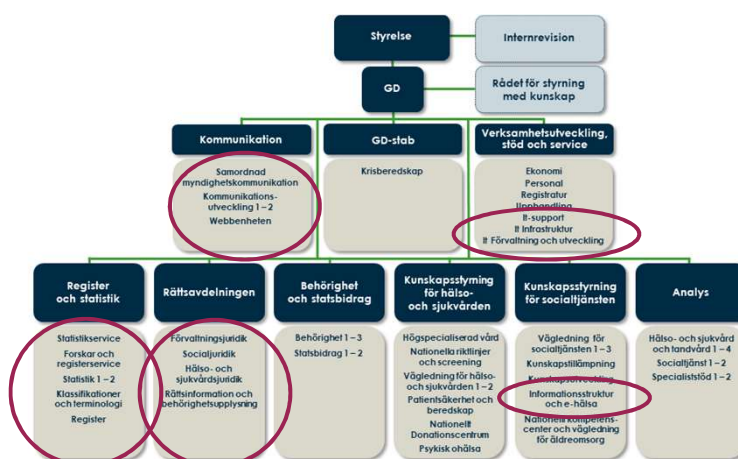 Styrelse
Internrevision
GD
Rådet för styrning
med kunskap
Kommunikation
Samordnad
myndighetskommunikation
Kommunikations-
utveckling 1 – 2
Webbenheten
GD-stab
Krisberedskap
Verksamhetsutveckling,
stöd och service
Ekonomi
Personal
Registratur
Upphandling
It-support
It Infrastruktur
It Förvaltning och utveckling
Register
och statistik
Statistikservice
Forskar och
registerservice
Statistik 1 – 2
Klassifikationer
och terminologi
Register
Rättsavdelningen
Förvaltningsjuridik
Socialjuridik
Hälso- och
sjukvårdsjuridik
Rättsinformation och
behörighetsupplysning
Behörighet
och statsbidrag
Behörighet 1 – 3
Statsbidrag 1 – 2
Kunskapsstyrning
för hälso-
och sjukvården
Högspecialiserad vård
Nationella riktlinjer
och screening
Vägledning för hälso-
och sjukvården 1 – 2
Patientsäkerhet och
beredskap
Nationellt
Donationscentrum
Psykisk ohälsa
Kunskapsstyrning
för socialtjänsten
Vägledning för
socialtjänsten 1 – 3
Kunskapstillämpning
Kunskapsutveckling
Informationsstruktur
och e-hälsa
Nationell kompetens-
center och vägledning
för äldreomsorg
Analys
Hälso- och sjukvård
och tandvård 1 – 4
Socialtjänst 1 – 2
Specialiststöd 1 – 2